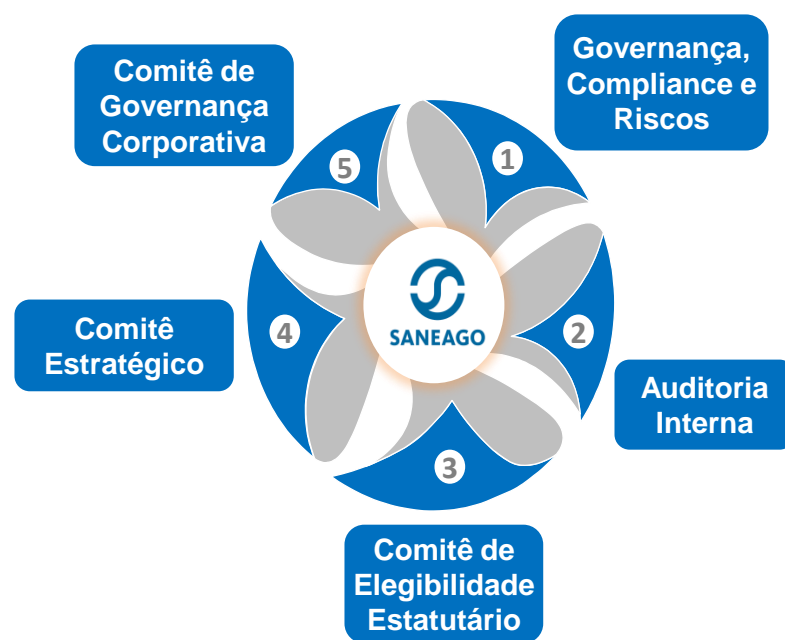 Governança,
Compliance e
Riscos
Comitê de
Governança
Corporativa
1
5
SANEAGO
Comitê
Estratégico
4
2
Auditoria
Interna
3
Comitê de
Elegibilidade
Estatutário